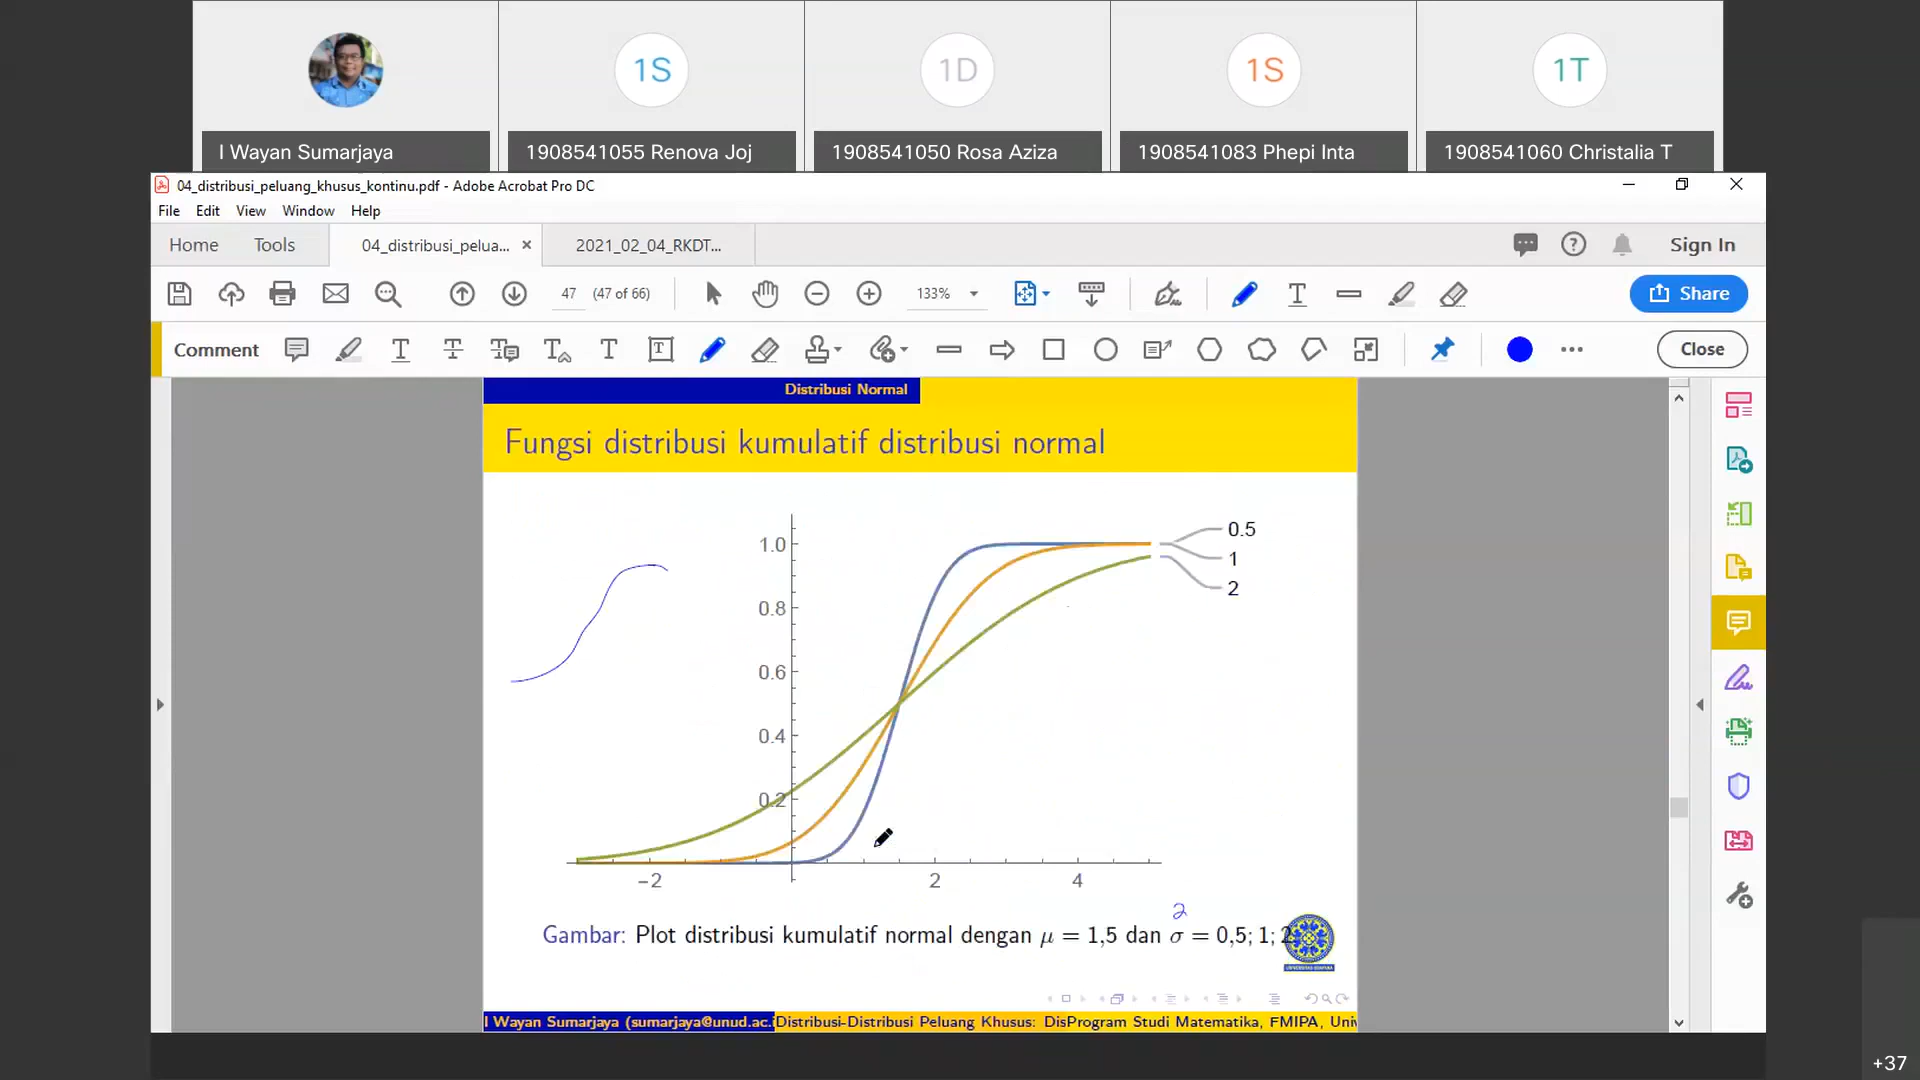 1S
1D
1S
1T
I Wayan Sumarjaya
1908541055 Renova Joj
1908541050 Rosa Aziza
1908541083 Phepi Inta
1908541060 Christalia T
04_distribusi_peluang_khusus_kontinu.pdf - Adobe Acrobat Pro DC
File Edit View Window Help
Home Tools 04_distribusi_pelua... 2021_02_04_RKDT... Sign In
47 (47 of 66) 133% Share
Comment Close
Distribusi Normal
Fungsi distribusi kumulatif distribusi normal
1.0
0.8
0.6
0.4
0.2
−2 2 4
0.5
1
2
2
Gambar: Plot distribusi kumulatif normal dengan μ = 1,5 dan σ = 0,5; 1; 2
I Wayan Sumarjaya (sumarjaya@unud.ac.i Distribusi-Distribusi Peluang Khusus: Dis Program Studi Matematika, FMIPA, Univ
+37